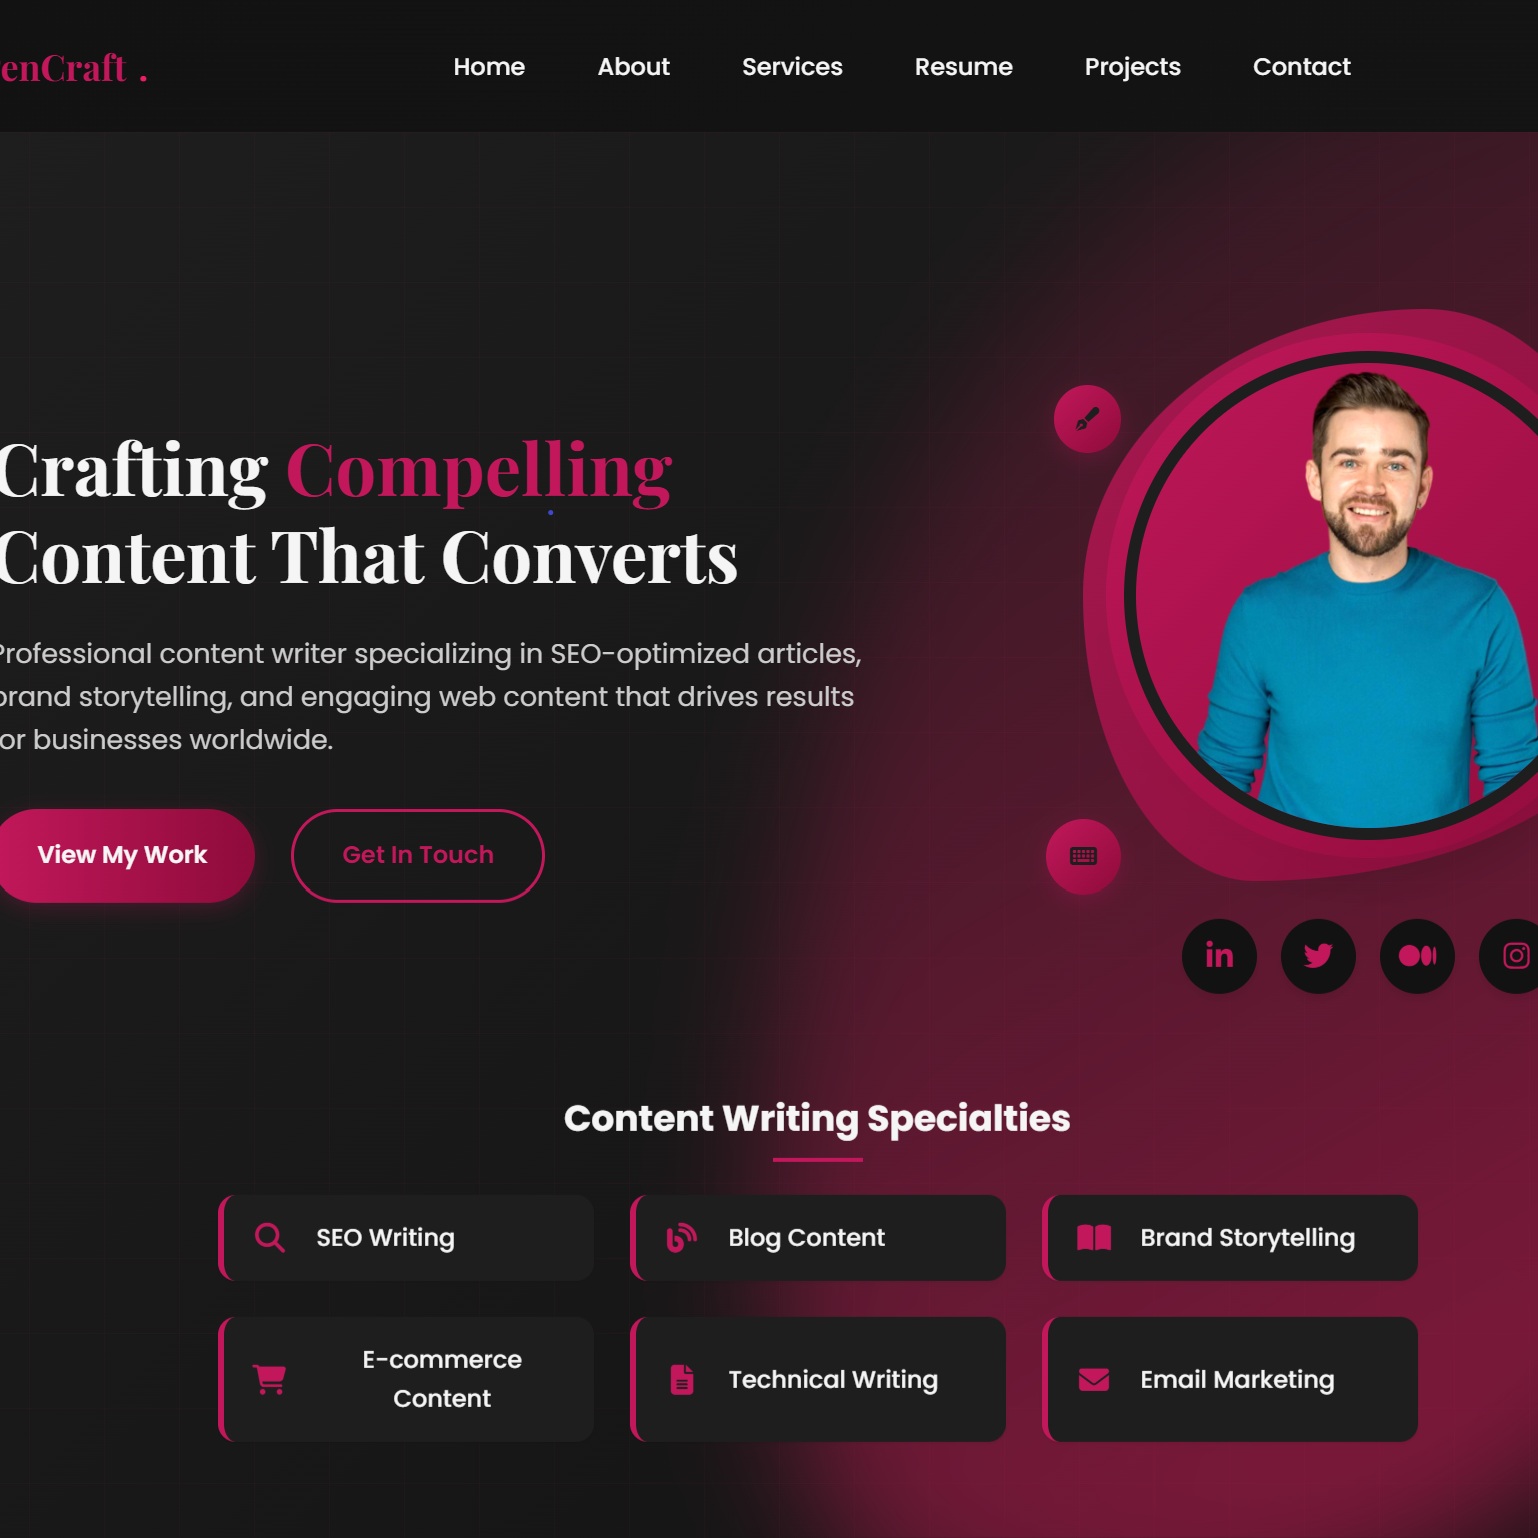 enCraft .
Home About Services Resume Projects Contact
Crafting Compelling
Content That Converts
Professional content writer specializing in SEO-optimized articles,
brand storytelling, and engaging web content that drives results
for businesses worldwide.
View My Work
Get In Touch
Content Writing Specialties
SEO Writing
Blog Content
Brand Storytelling
E-commerce
Content
Technical Writing
Email Marketing